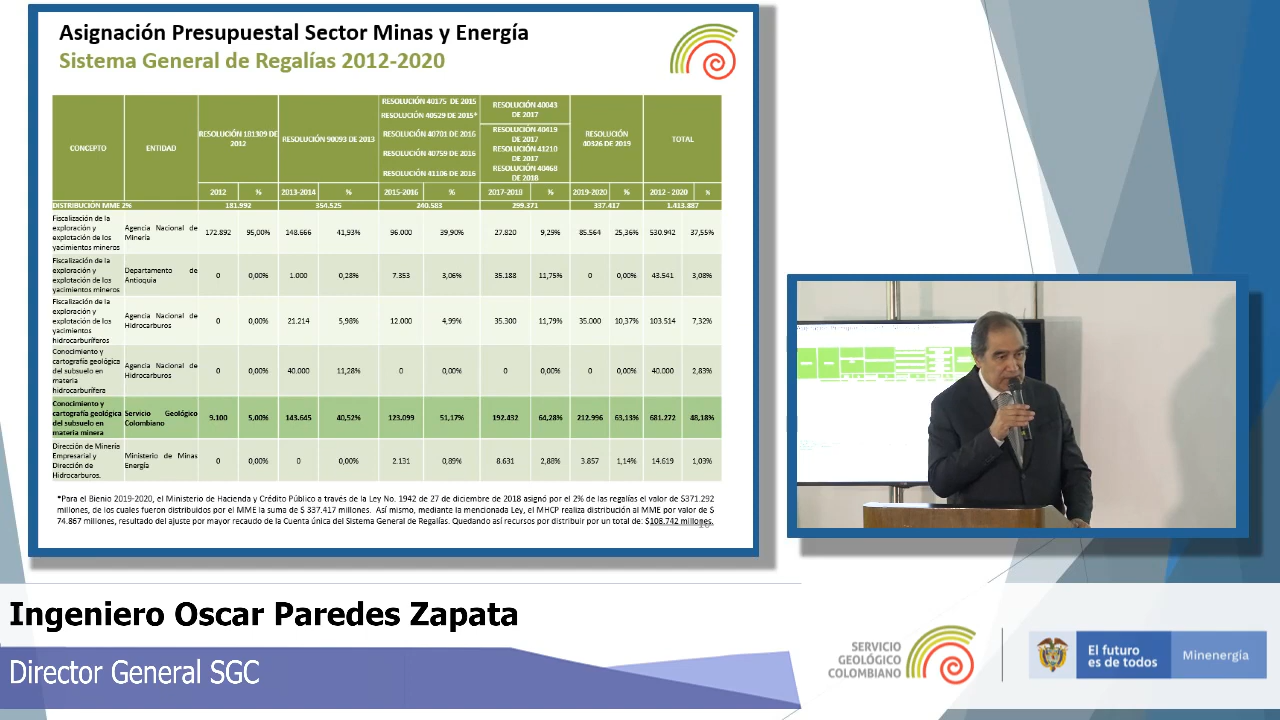 Asignación Presupuestal Sector Minas y Energía
Sistema General de Regalías 2012-2020
CONCEPTO
ENTIDAD
RESOLUCIÓN 181309 DE
2012
RESOLUCIÓN 90093 DE 2013
RESOLUCIÓN 40175 DE 2015
RESOLUCIÓN 40529 DE 2015*
RESOLUCIÓN 40701 DE 2016
RESOLUCIÓN 40759 DE 2016
RESOLUCIÓN 41106 DE 2016
RESOLUCIÓN 40043
DE 2017
RESOLUCIÓN 40419
DE 2017
RESOLUCIÓN 41210
DE 2017
RESOLUCIÓN 40468
DE 2018
RESOLUCIÓN
40326 DE 2019
TOTAL
2012 % 2013-2014 % 2015-2016 % 2017-2018 % 2019-2020 % 2012 - 2020 %
DISTRIBUCIÓN MME 2% 181.992 354.525 240.583 299.371 337.417 1.413.887
Fiscalización de la
exploración y
explotación de los
yacimientos mineros
Agencia Nacional de
Minería
172.892 95,00% 148.666 41,93% 96.000 39,90% 27.820 9,29% 85.564 25,36% 530.942 37,55%
Fiscalización de la
exploración y
explotación de los
yacimientos mineros
Departamento de
Antioquia
0 0,00% 1.000 0,28% 7.353 3,06% 35.188 11,75% 0 0,00% 43.541 3,08%
Fiscalización de la
exploración y
explotación de los
yacimientos
hidrocarburíferos
Agencia Nacional de
Hidrocarburos
0 0,00% 21.214 5,98% 12.000 4,99% 35.300 11,79% 35.000 10,37% 103.514 7,32%
Conocimiento y
cartografía geológica
del subsuelo en
materia
hidrocarburífera
Agencia Nacional de
Hidrocarburos
0 0,00% 40.000 11,28% 0 0,00% 0 0,00% 0 0,00% 40.000 2,83%
Conocimiento y
cartografía geológica
del subsuelo en
materia minera
Servicio Geológico
Colombiano
9.100 5,00% 143.645 40,52% 123.099 51,17% 192.432 64,28% 212.996 63,13% 681.272 48,18%
Dirección de Minería
Empresarial y
Dirección de
Hidrocarburos.
Ministerio de Minas
Energía
0 0,00% 0 0,00% 2.131 0,89% 8.631 2,88% 3.857 1,14% 14.619 1,03%
*Para el Bienio 2019-2020, el Ministerio de Hacienda y Crédito Público a través de la Ley No. 1942 de 27 de diciembre de 2018 asignó por el 2% de las regalías el valor de $371.292
millones, de los cuales fueron distribuidos por el MME la suma de $ 337.417 millones. Así mismo, mediante la mencionada Ley, el MHCP realiza distribución al MME por valor de $
74.867 millones, resultado del ajuste por mayor recaudo de la Cuenta única del Sistema General de Regalías. Quedando así recursos por distribuir por un total de: $108.742 millones.
Ingeniero Oscar Paredes Zapata
Director General SGC
SERVICIO
GEOLÓGICO
COLOMBIANO
El futuro
es de todos
Minenergía